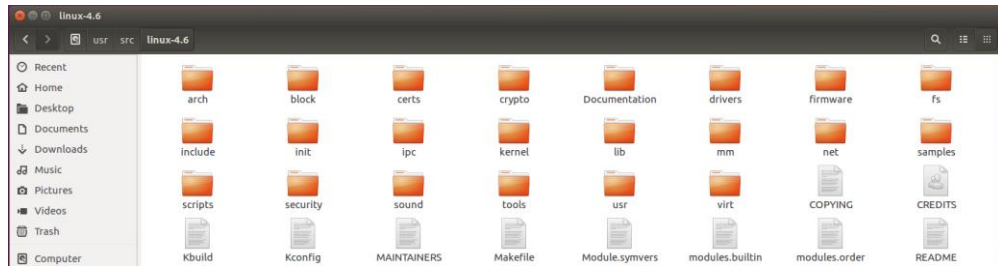 linux-4.6
usr src linux-4.6
Recent
Home
Desktop
Documents
Downloads
Music
Pictures
Videos
Trash
Computer
arch block certs crypto Documentation drivers firmware fs
include init ipc kernel lib mm net samples
scripts security sound tools usr virt COPYING CREDITS
Kbuild Kconfig MAINTAINERS Makefile Module.symvers modules.builtin modules.order README